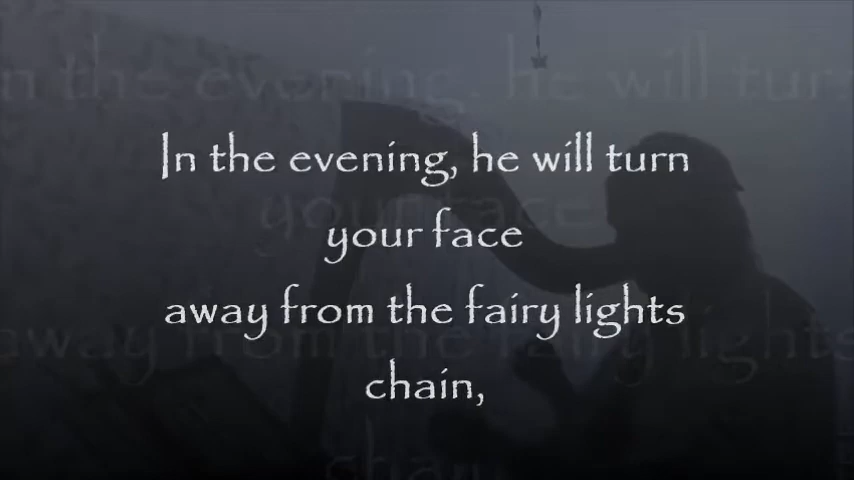 In the evening, he will turn
your face
away from the fairy lights
chain,